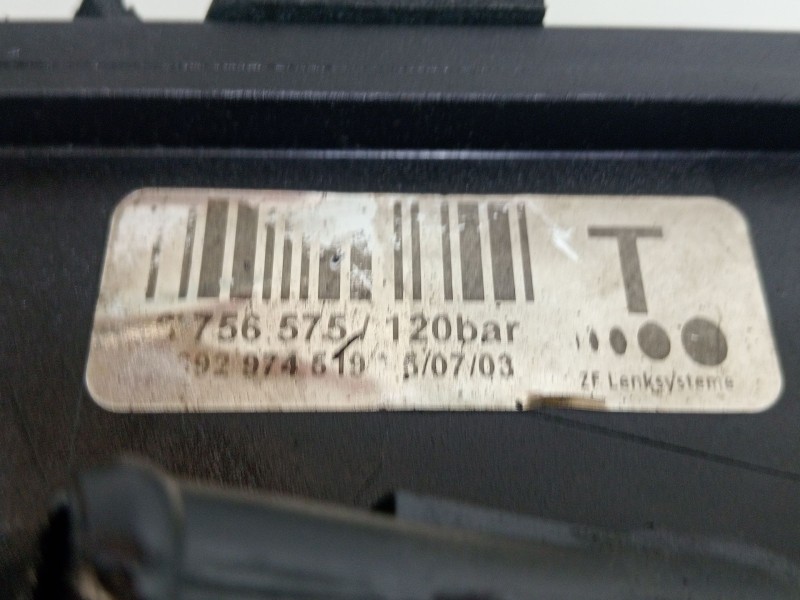 T
756 575 / 120bar
974 519 /07/03
ZF Lenksysteme